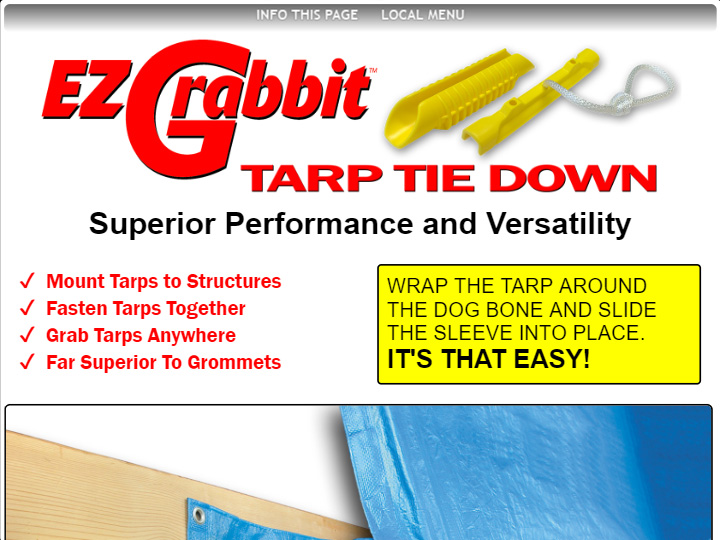 INFO THIS PAGE LOCAL MENU
EZGrabbit™
TARP TIE DOWN
Superior Performance and Versatility
✓ Mount Tarps to Structures
✓ Fasten Tarps Together
✓ Grab Tarps Anywhere
✓ Far Superior To Grommets
WRAP THE TARP AROUND
THE DOG BONE AND SLIDE
THE SLEEVE INTO PLACE.
IT'S THAT EASY!